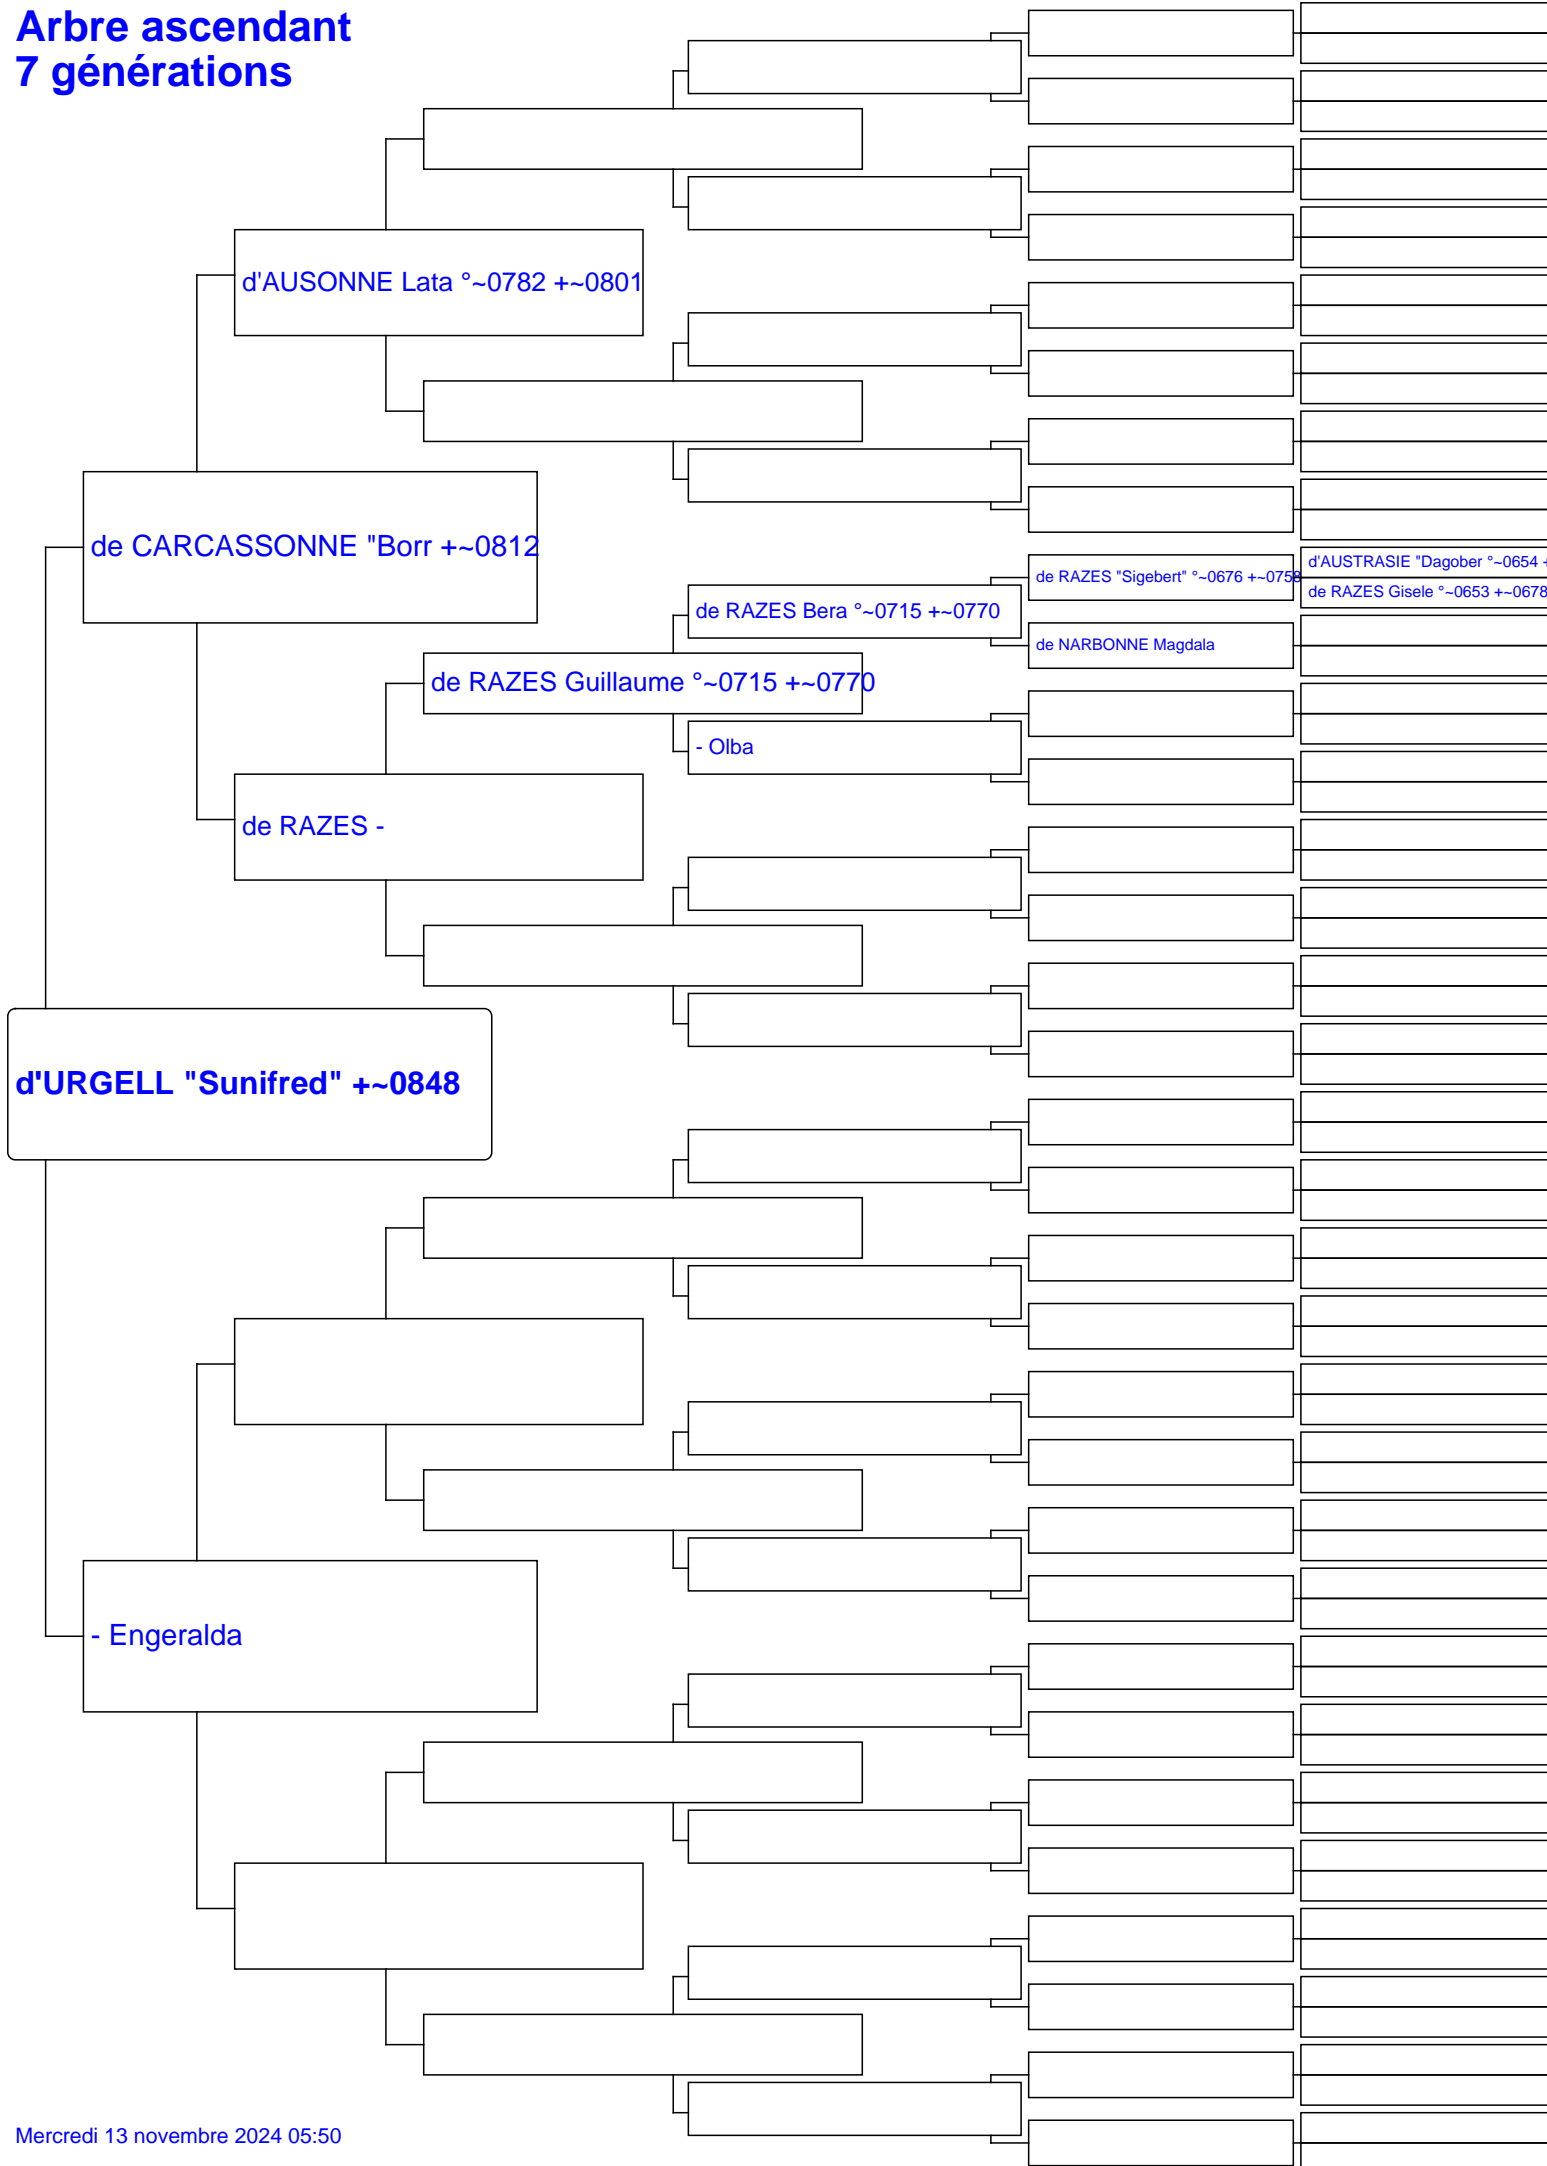 Arbre ascendant
7 générations
d'AUSONNE Lata °~0782 +~0801
de CARCASSONNE "Borr +~0812
d'AUSTRASIE "Dagober °~0654 +
de RAZES "Sigebert" °~0676 +~0758
de RAZES Gisele °~0653 +~0678
de RAZES Bera °~0715 +~0770
de NARBONNE Magdala
de RAZES Guillaume °~0715 +~0770
- Olba
de RAZES -
d'URGELL "Sunifred" +~0848
- Engeralda
Mercredi 13 novembre 2024 05:50